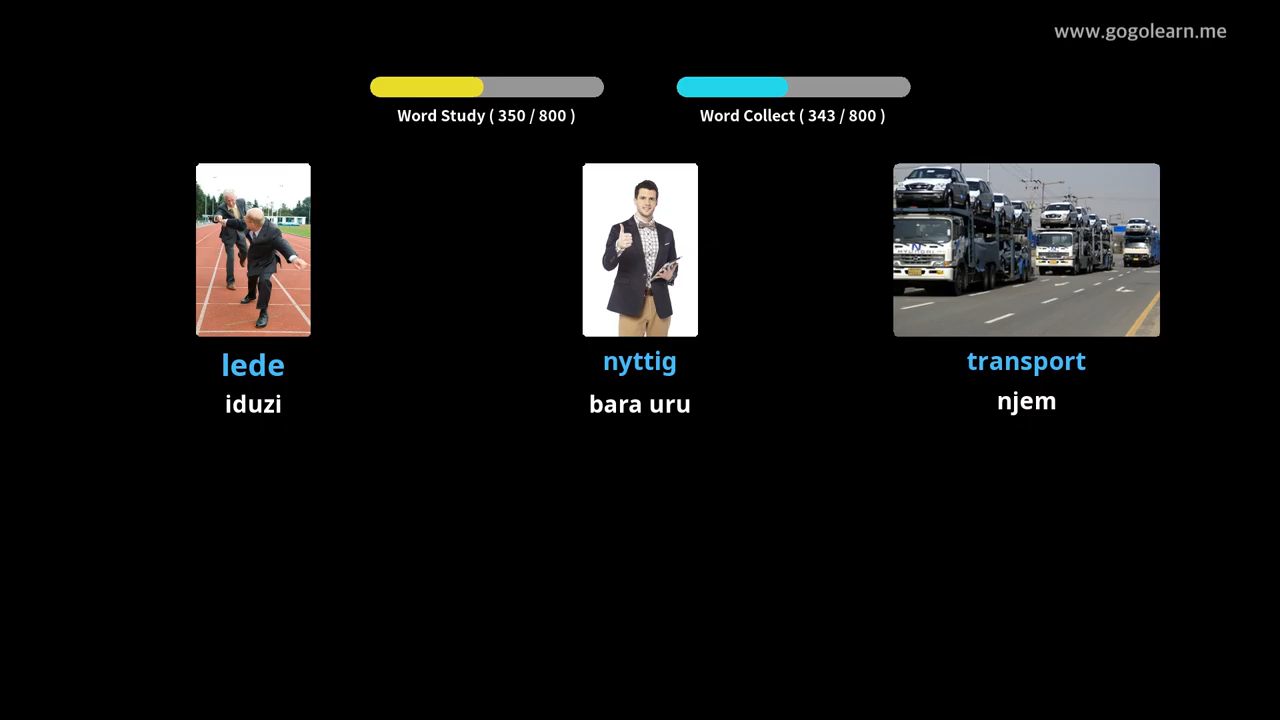 www.gogolearn.me
Word Study ( 350 / 800 )
Word Collect ( 343 / 800 )
lede
nyttig
transport
iduzi
bara uru
njem